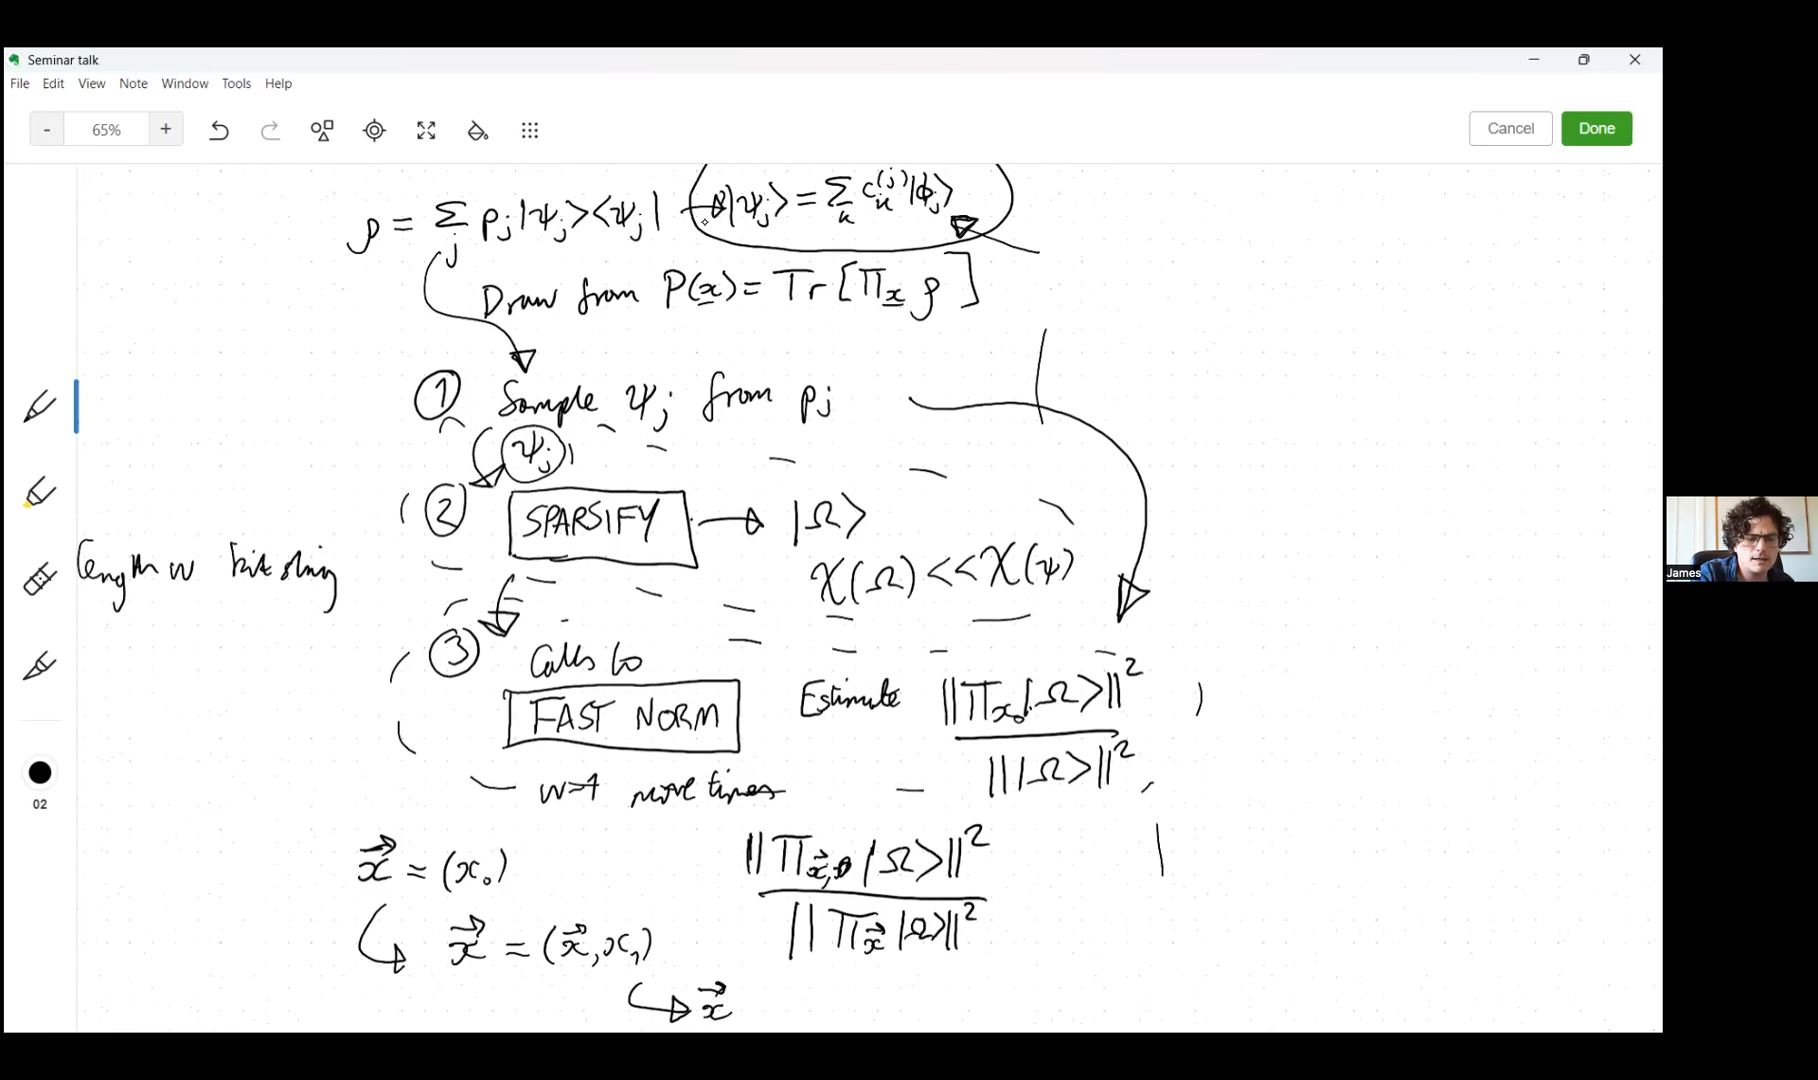 Seminar talk
File Edit View Note Window Tools Help
- 65% + Cancel Done
ρ = Σ_j p_j |ψ_j><ψ_j| → |ψ_j⟩ = Σ_k c_k^(j) |ϕ_j⟩
Draw from P(x) = Tr[Π_x ρ]
① Sample ψ_j from p_j
ψ_j
② SPARSIFY → |Ω⟩
χ(Ω) << χ(ψ)
length w bit string
③ Calls to
FAST NORM Estimate ||Π_x₀|Ω⟩||² / |||Ω⟩||²
w-1 more times
x⃗ = (x₀)
||Π_x⃗,0|Ω⟩||² / ||Π_x⃗|Ω⟩||²
x⃗ = (x⃗, x₁)
↪ x⃗
02
James